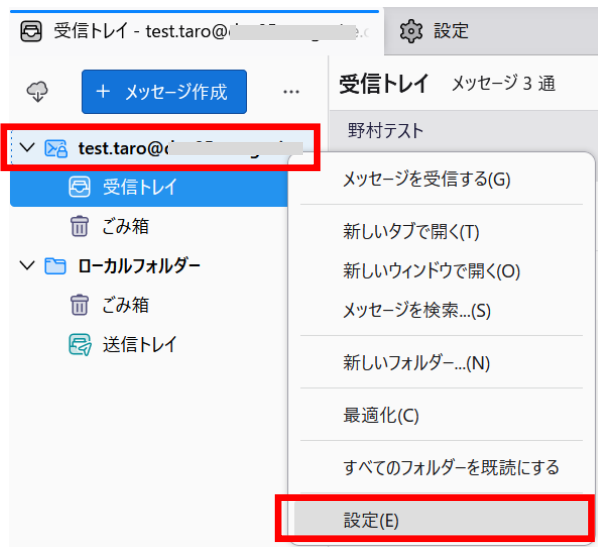 受信トレイ - test.taro@
設定
＋ メッセージ作成
…
受信トレイ メッセージ 3 通
野村テスト
test.taro@
受信トレイ
ごみ箱
ローカルフォルダー
ごみ箱
送信トレイ
メッセージを受信する(G)
新しいタブで開く(T)
新しいウィンドウで開く(O)
メッセージを検索...(S)
新しいフォルダー...(N)
最適化(C)
すべてのフォルダーを既読にする
設定(E)